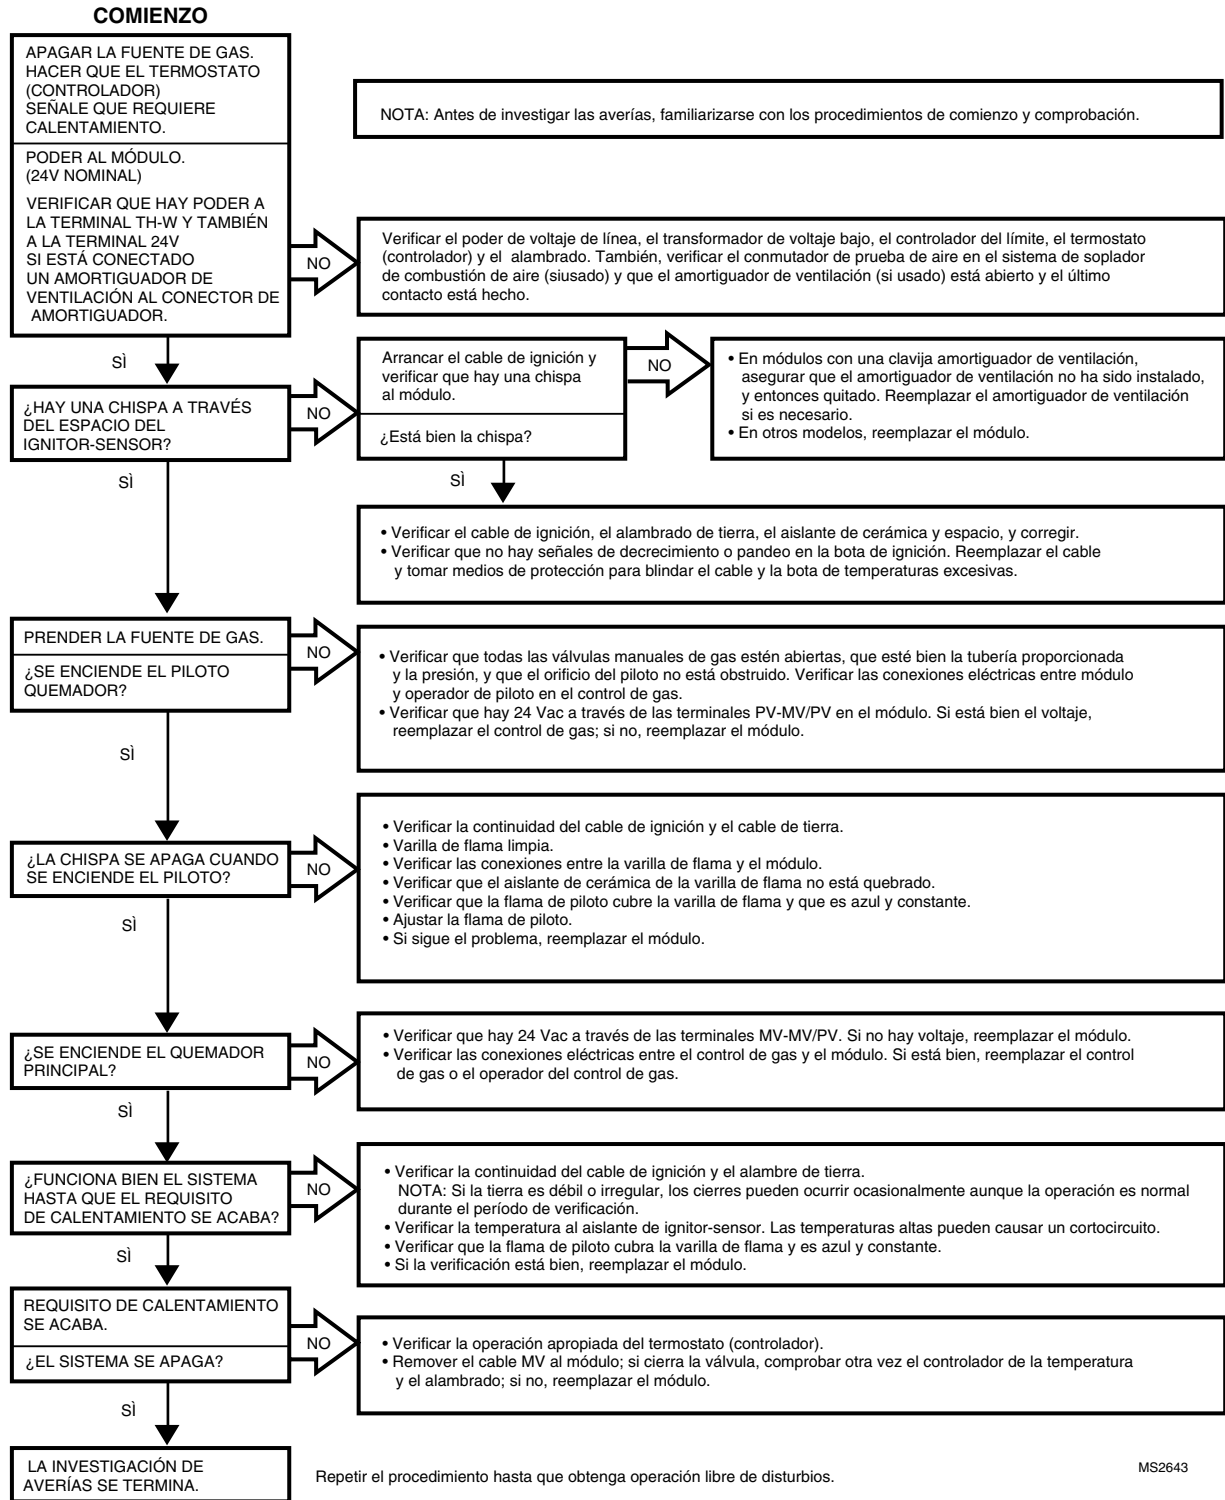 COMIENZO
APAGAR LA FUENTE DE GAS.
HACER QUE EL TERMOSTATO
(CONTROLADOR)
SEÑALE QUE REQUIERE
CALENTAMIENTO.
NOTA: Antes de investigar las averías, familiarizarse con los procedimientos de comienzo y comprobación.
PODER AL MÓDULO.
(24V NOMINAL)
VERIFICAR QUE HAY PODER A
LA TERMINAL TH-W Y TAMBIÉN
A LA TERMINAL 24V
SI ESTÁ CONECTADO
UN AMORTIGUADOR DE
VENTILACIÓN AL CONECTOR DE
AMORTIGUADOR.
NO
Verificar el poder de voltaje de línea, el transformador de voltaje bajo, el controlador del límite, el termostato
(controlador) y el alambrado. También, verificar el conmutador de prueba de aire en el sistema de soplador
de combustión de aire (siusado) y que el amortiguador de ventilación (si usado) está abierto y el último
contacto está hecho.
SÌ
¿HAY UNA CHISPA A TRAVÉS
DEL ESPACIO DEL
IGNITOR-SENSOR?
NO
Arrancar el cable de ignición y
verificar que hay una chispa
al módulo.
¿Está bien la chispa?
NO
• En módulos con una clavija amortiguador de ventilación,
asegurar que el amortiguador de ventilación no ha sido instalado,
y entonces quitado. Reemplazar el amortiguador de ventilación
si es necesario.
• En otros modelos, reemplazar el módulo.
SÌ
SÌ
• Verificar el cable de ignición, el alambrado de tierra, el aislante de cerámica y espacio, y corregir.
• Verificar que no hay señales de decrecimiento o pandeo en la bota de ignición. Reemplazar el cable
y tomar medios de protección para blindar el cable y la bota de temperaturas excesivas.
PRENDER LA FUENTE DE GAS.
¿SE ENCIENDE EL PILOTO
QUEMADOR?
NO
• Verificar que todas las válvulas manuales de gas estén abiertas, que esté bien la tubería proporcionada
y la presión, y que el orificio del piloto no está obstruido. Verificar las conexiones eléctricas entre módulo
y operador de piloto en el control de gas.
• Verificar que hay 24 Vac a través de las terminales PV-MV/PV en el módulo. Si está bien el voltaje,
reemplazar el control de gas; si no, reemplazar el módulo.
SÌ
¿LA CHISPA SE APAGA CUANDO
SE ENCIENDE EL PILOTO?
NO
• Verificar la continuidad del cable de ignición y el cable de tierra.
• Varilla de flama limpia.
• Verificar las conexiones entre la varilla de flama y el módulo.
• Verificar que el aislante de cerámica de la varilla de flama no está quebrado.
• Verificar que la flama de piloto cubre la varilla de flama y que es azul y constante.
• Ajustar la flama de piloto.
• Si sigue el problema, reemplazar el módulo.
SÌ
¿SE ENCIENDE EL QUEMADOR
PRINCIPAL?
NO
• Verificar que hay 24 Vac a través de las terminales MV-MV/PV. Si no hay voltaje, reemplazar el módulo.
• Verificar las conexiones eléctricas entre el control de gas y el módulo. Si está bien, reemplazar el control
de gas o el operador del control de gas.
SÌ
¿FUNCIONA BIEN EL SISTEMA
HASTA QUE EL REQUISITO
DE CALENTAMIENTO SE ACABA?
NO
• Verificar la continuidad del cable de ignición y el alambre de tierra.
NOTA: Si la tierra es débil o irregular, los cierres pueden ocurrir ocasionalmente aunque la operación es normal
durante el período de verificación.
• Verificar la temperatura al aislante de ignitor-sensor. Las temperaturas altas pueden causar un cortocircuito.
• Verificar que la flama de piloto cubra la varilla de flama y es azul y constante.
• Si la verificación está bien, reemplazar el módulo.
SÌ
REQUISITO DE CALENTAMIENTO
SE ACABA.
¿EL SISTEMA SE APAGA?
NO
• Verificar la operación apropiada del termostato (controlador).
• Remover el cable MV al módulo; si cierra la válvula, comprobar otra vez el controlador de la temperatura
y el alambrado; si no, reemplazar el módulo.
SÌ
LA INVESTIGACIÓN DE
AVERÍAS SE TERMINA.
Repetir el procedimiento hasta que obtenga operación libre de disturbios.
MS2643